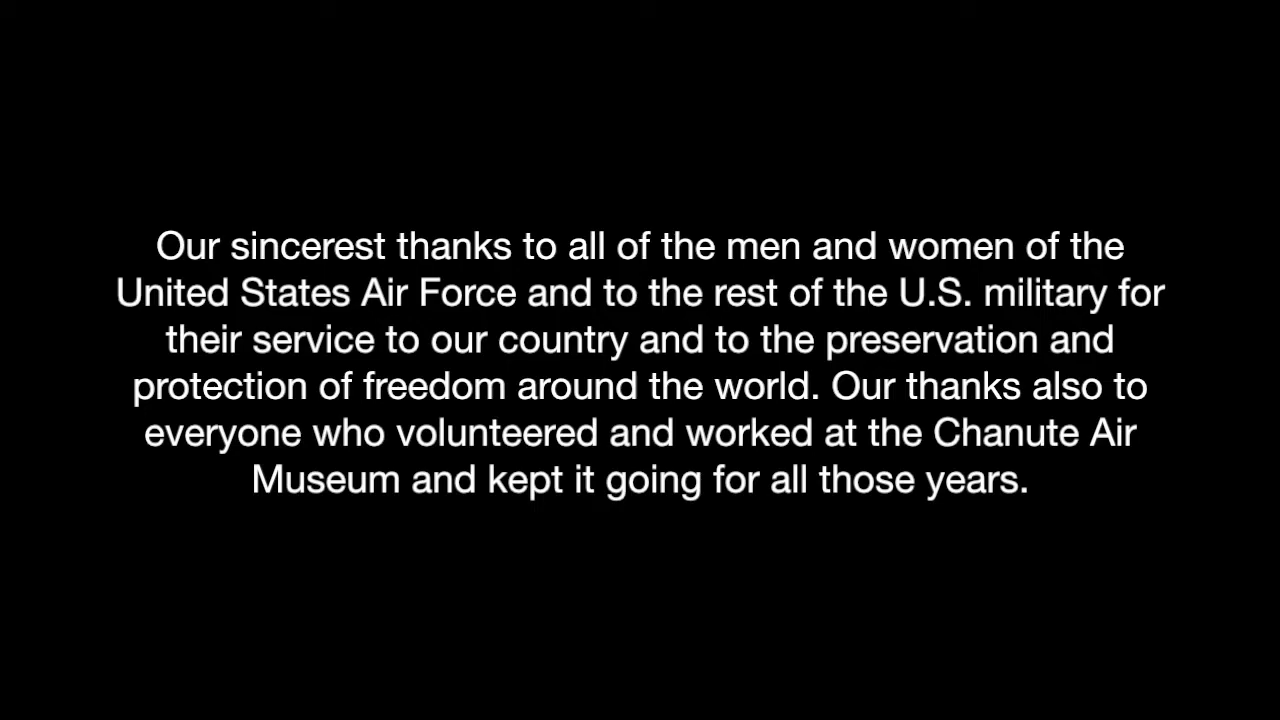 Our sincerest thanks to all of the men and women of the
United States Air Force and to the rest of the U.S. military for
their service to our country and to the preservation and
protection of freedom around the world. Our thanks also to
everyone who volunteered and worked at the Chanute Air
Museum and kept it going for all those years.